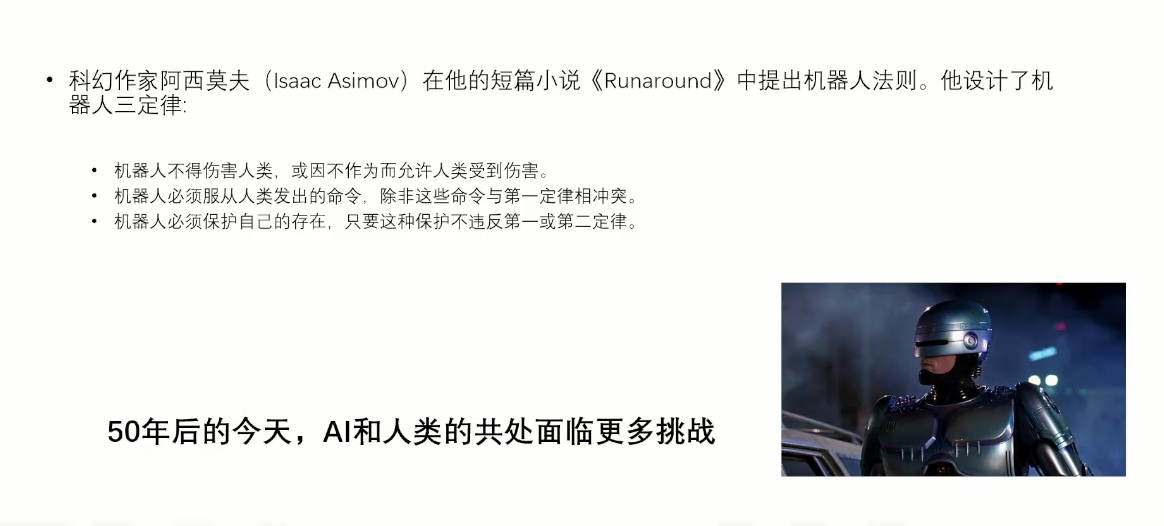 • 科幻作家阿西莫夫（Isaac Asimov）在他的短篇小说《Runaround》中提出机器人法则。他设计了机
器人三定律:
• 机器人不得伤害人类，或因不作为而允许人类受到伤害。
• 机器人必须服从人类发出的命令，除非这些命令与第一定律相冲突。
• 机器人必须保护自己的存在，只要这种保护不违反第一或第二定律。
50年后的今天，AI和人类的共处面临更多挑战